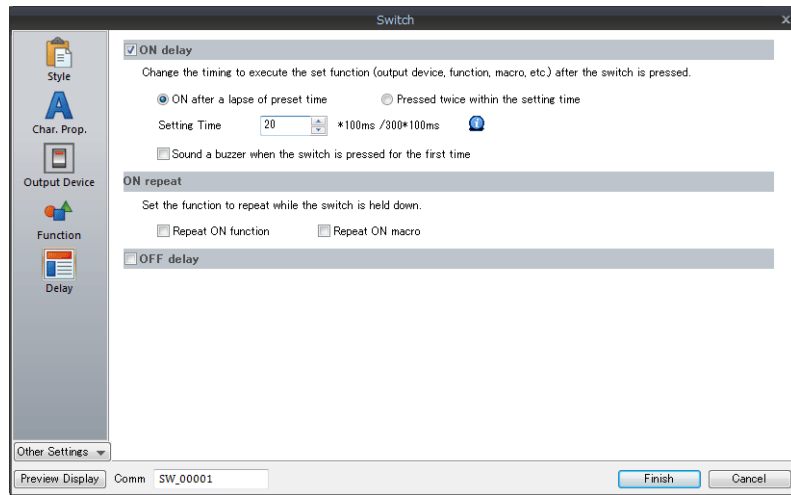 Switch
x
Style
Char. Prop.
Output Device
Function
Delay
Other Settings
ON delay
Change the timing to execute the set function (output device, function, macro, etc.) after the switch is pressed.
ON after a lapse of preset time Pressed twice within the setting time
Setting Time 20 *100ms /300*100ms
Sound a buzzer when the switch is pressed for the first time
ON repeat
Set the function to repeat while the switch is held down.
Repeat ON function Repeat ON macro
OFF delay
Preview Display Comm SW_00001 Finish Cancel